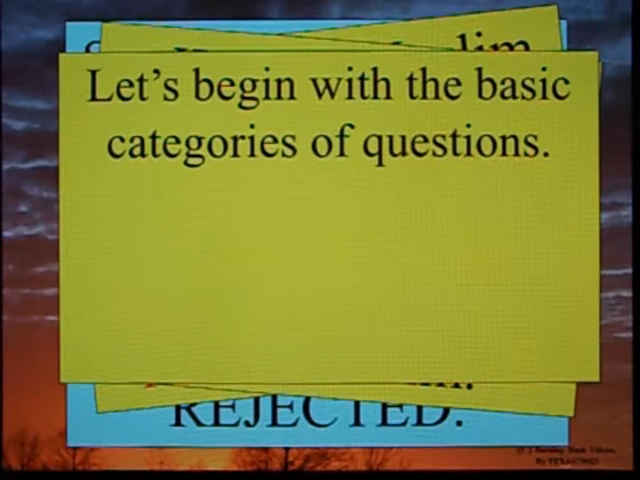 Let's begin with the basic
categories of questions.
REJECTED.